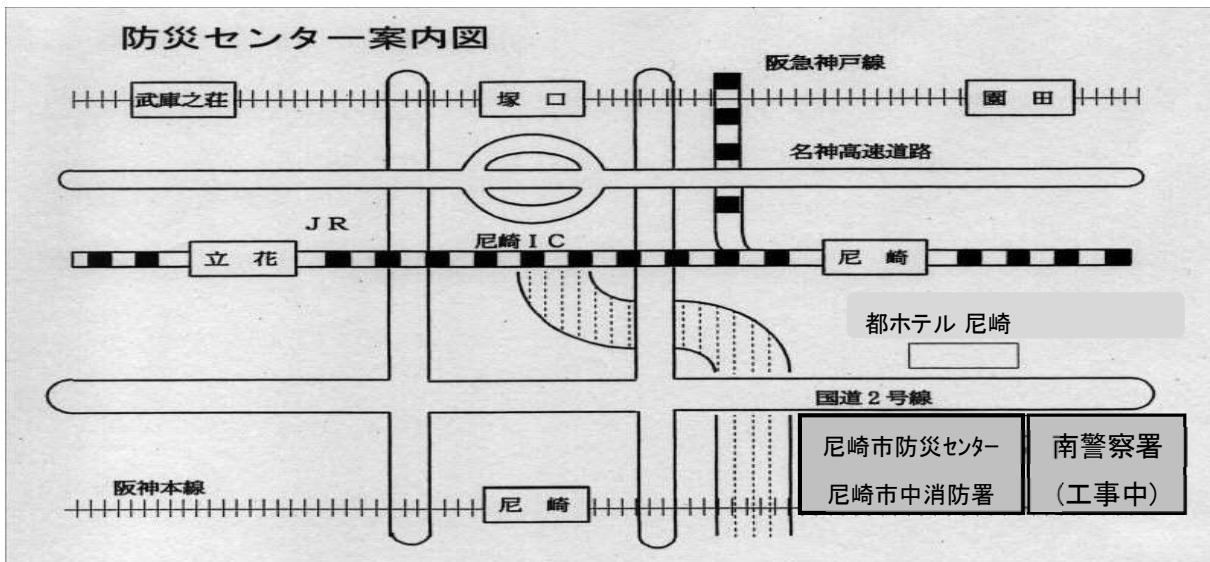 防災センター案内図
阪急神戸線
武庫之荘
塚口
園田
名神高速道路
JR
尼崎IC
立花
尼崎
都ホテル 尼崎
国道2号線
尼崎市防災センター
尼崎市中消防署
南警察署
(工事中)
阪神本線
尼崎